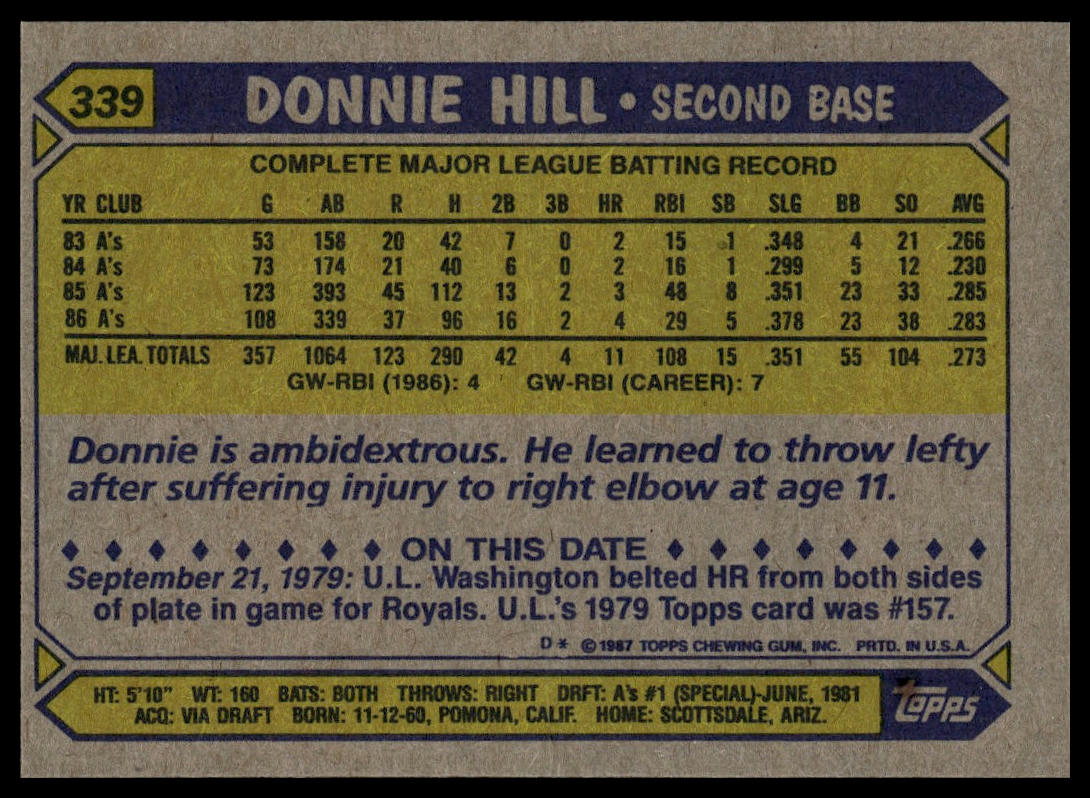 339 DONNIE HILL • SECOND BASE
COMPLETE MAJOR LEAGUE BATTING RECORD
YR CLUB G AB R H 2B 3B HR RBI SB SLG BB SO AVG
83 A's 53 158 20 42 7 0 2 15 1 .348 4 21 .266
84 A's 73 174 21 40 6 0 2 16 1 .299 5 12 .230
85 A's 123 393 45 112 13 2 3 48 8 .351 23 33 .285
86 A's 108 339 37 96 16 2 4 29 5 .378 23 38 .283
MAJ. LEA. TOTALS 357 1064 123 290 42 4 11 108 15 .351 55 104 .273
GW-RBI (1986): 4 GW-RBI (CAREER): 7
Donnie is ambidextrous. He learned to throw lefty
after suffering injury to right elbow at age 11.
♦ ♦ ♦ ♦ ♦ ♦ ♦ ♦ ON THIS DATE ♦ ♦ ♦ ♦ ♦ ♦ ♦ ♦
September 21, 1979: U.L. Washington belted HR from both sides
of plate in game for Royals. U.L.'s 1979 Topps card was #157.
D* ©1987 TOPPS CHEWING GUM, INC. PRTD. IN U.S.A.
HT: 5'10" WT: 160 BATS: BOTH THROWS: RIGHT DRFT: A's #1 (SPECIAL)-JUNE, 1981
ACQ: VIA DRAFT BORN: 11-12-60, POMONA, CALIF. HOME: SCOTTSDALE, ARIZ.
Topps